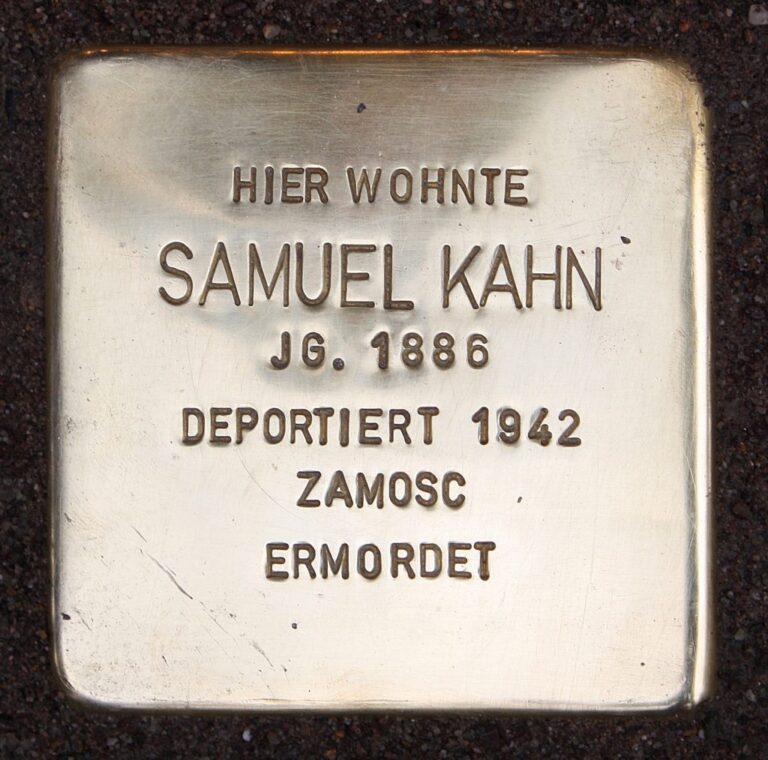 HIER WOHNTE
SAMUEL KAHN
JG. 1886
DEPORTIERT 1942
ZAMOSC
ERMORDET